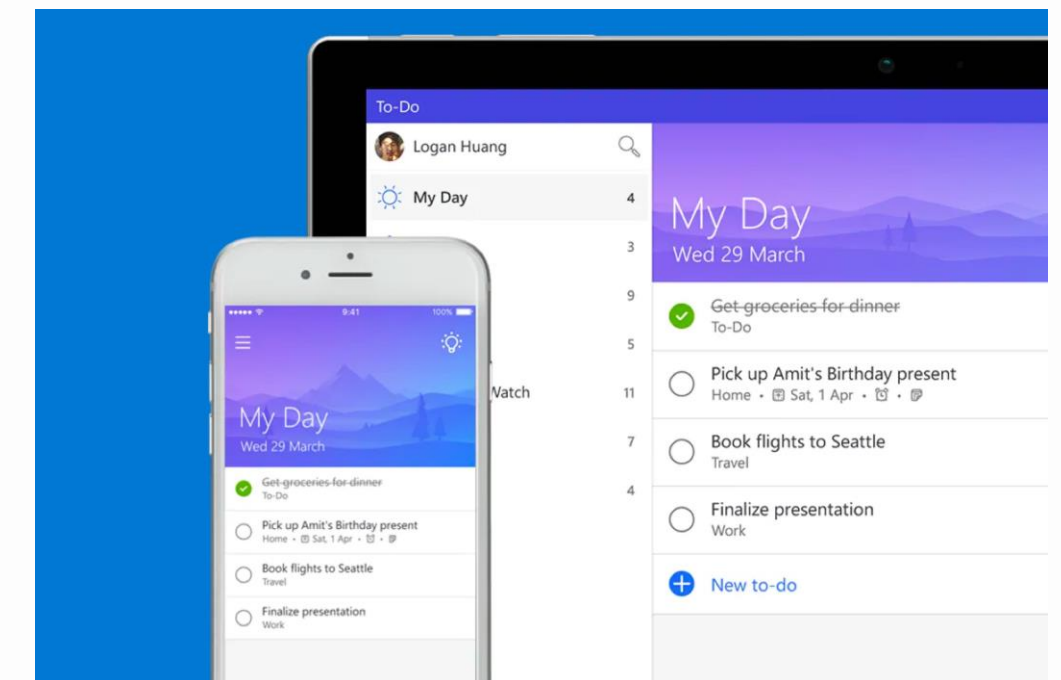 To-Do
Logan Huang
My Day
4
3
9
5
Watch
11
7
4
My Day
Wed 29 March
Get groceries for dinner
To-Do
Pick up Amit's Birthday present
Home • Sat, 1 Apr •  •
Book flights to Seattle
Travel
Finalize presentation
Work
New to-do
9:41
100%
My Day
Wed 29 March
Get groceries for dinner
To-Do
Pick up Amit's Birthday present
Home • Sat, 1 Apr •  •
Book flights to Seattle
Travel
Finalize presentation
Work